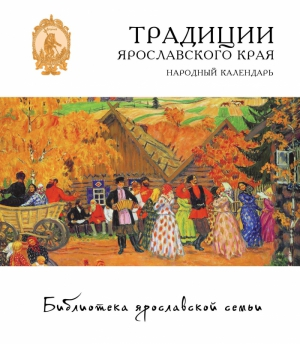 ТРАДИЦИИ
ЯРОСЛАВСКОГО КРАЯ
НАРОДНЫЙ КАЛЕНДАРЬ
Библиотека ярославской семьи